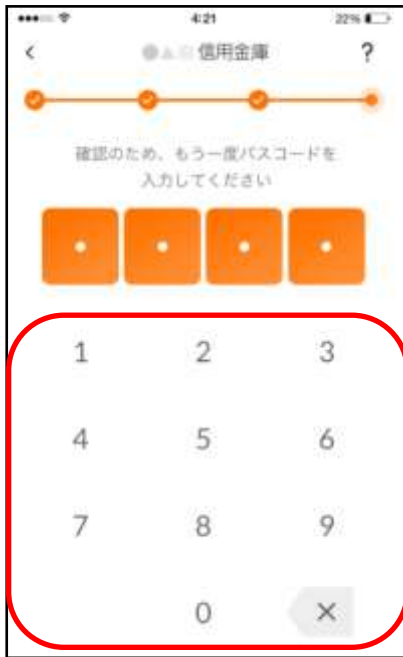 4:21 22%
●▲■信用金庫 ?
確認のため、もう一度パスコードを
入力してください
1 2 3
4 5 6
7 8 9
0